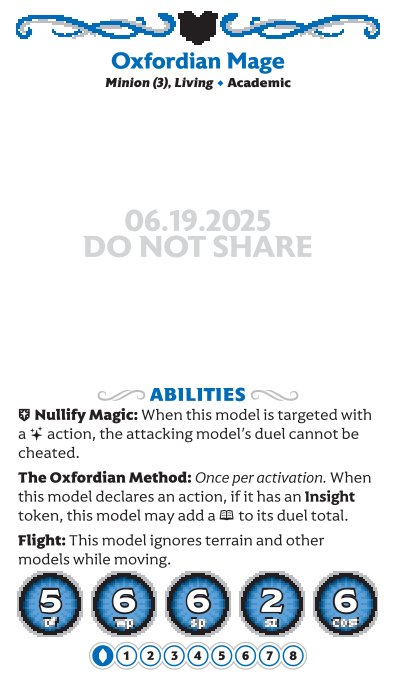 Oxfordian Mage
Minion (3), Living • Academic
06.19.2025
DO NOT SHARE
ABILITIES
Nullify Magic: When this model is targeted with
a action, the attacking model's duel cannot be
cheated.
The Oxfordian Method: Once per activation. When
this model declares an action, if it has an Insight
token, this model may add a to its duel total.
Flight: This model ignores terrain and other
models while moving.
5 6 6 2 6
Df Wp Sp Sz Cost
1 2 3 4 5 6 7 8